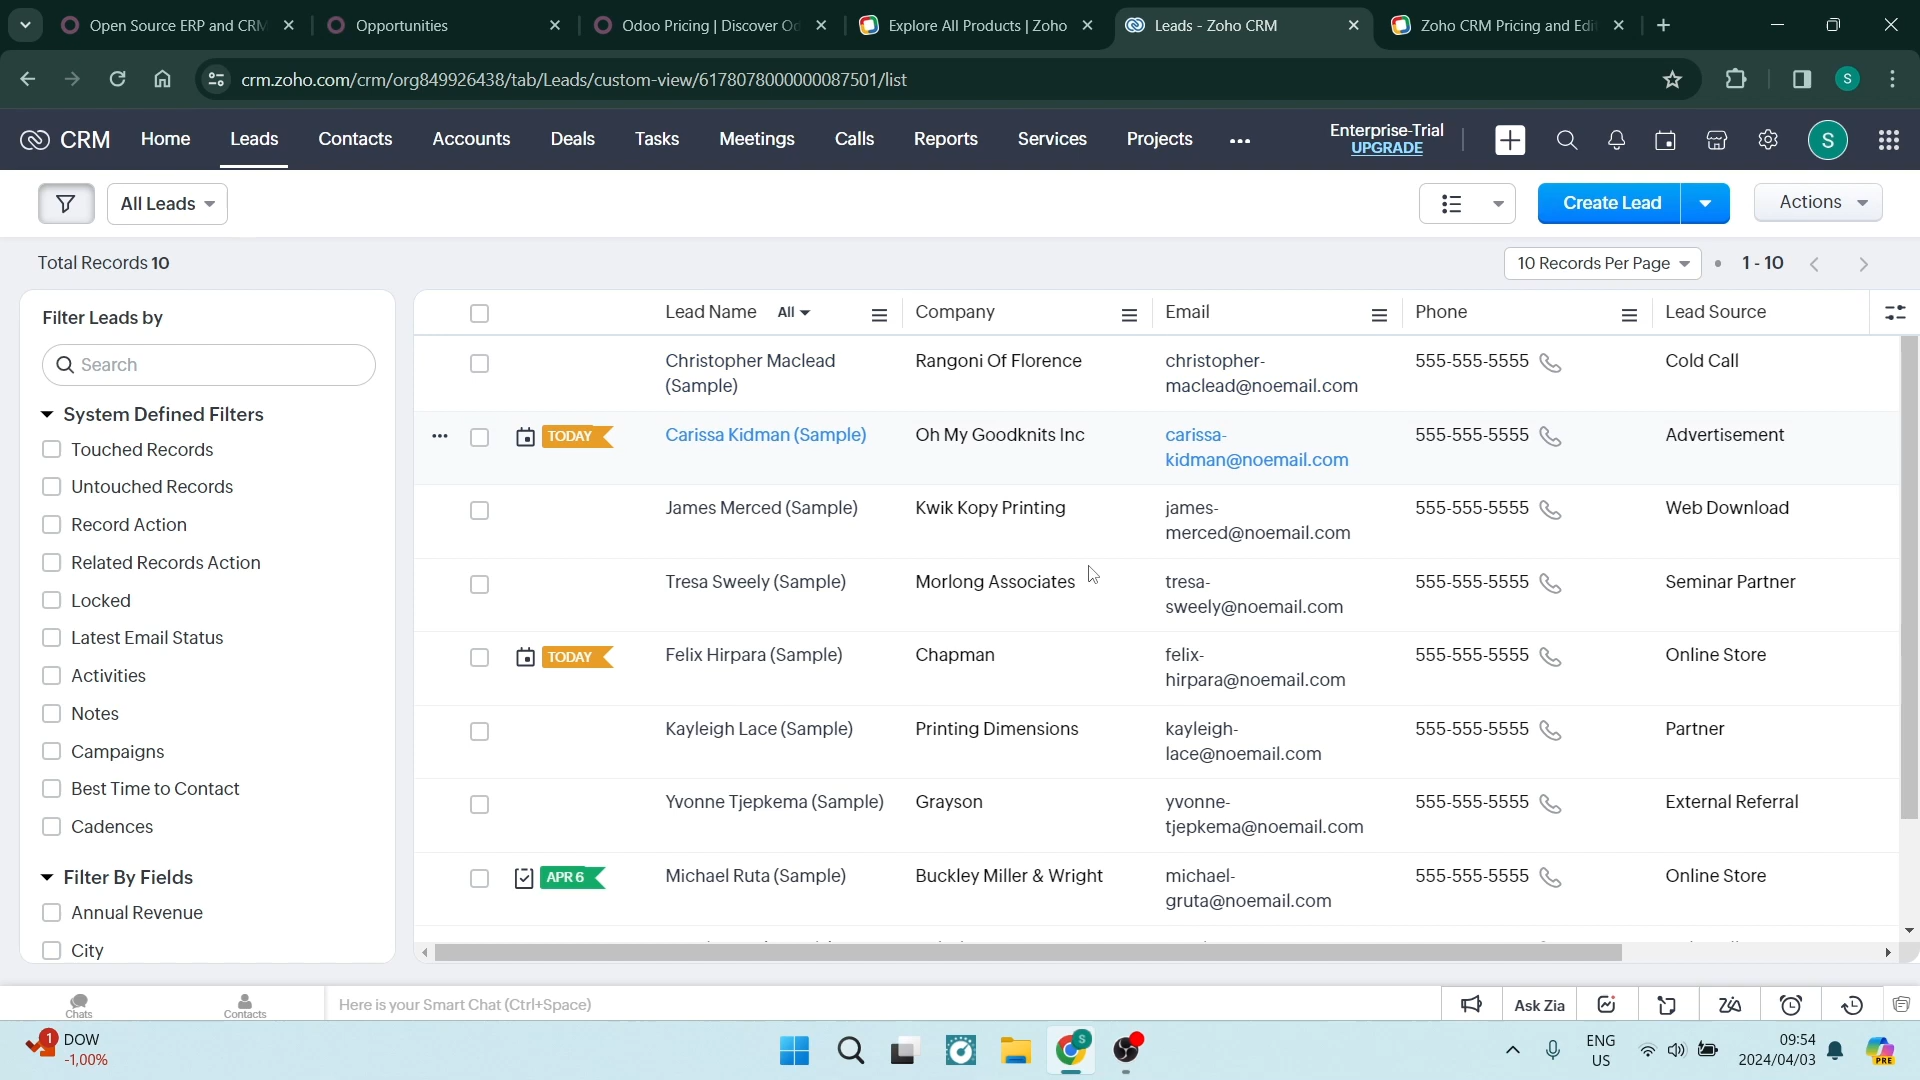 Open Source ERP and CRM
Opportunities
Odoo Pricing | Discover Od
Explore All Products | Zoho
Leads - Zoho CRM
Zoho CRM Pricing and Edi
crm.zoho.com/crm/org849926438/tab/Leads/custom-view/6178078000000087501/list
S
CRM
Home
Leads
Contacts
Accounts
Deals
Tasks
Meetings
Calls
Reports
Services
Projects
Enterprise-Trial
UPGRADE
S
All Leads
Create Lead
Actions
Total Records 10
10 Records Per Page
1 - 10
Filter Leads by
Search
System Defined Filters
Touched Records
Untouched Records
Record Action
Related Records Action
Locked
Latest Email Status
Activities
Notes
Campaigns
Best Time to Contact
Cadences
Filter By Fields
Annual Revenue
City
Lead Name All Company Email Phone Lead Source
Christopher Maclead Rangoni Of Florence christopher- 555-555-5555 Cold Call
(Sample) maclead@noemail.com
TODAY Carissa Kidman (Sample) Oh My Goodknits Inc carissa- 555-555-5555 Advertisement
kidman@noemail.com
James Merced (Sample) Kwik Kopy Printing james- 555-555-5555 Web Download
merced@noemail.com
Tresa Sweely (Sample) Morlong Associates tresa- 555-555-5555 Seminar Partner
sweely@noemail.com
TODAY Felix Hirpara (Sample) Chapman felix- 555-555-5555 Online Store
hirpara@noemail.com
Kayleigh Lace (Sample) Printing Dimensions kayleigh- 555-555-5555 Partner
lace@noemail.com
Yvonne Tjepkema (Sample) Grayson yvonne- 555-555-5555 External Referral
tjepkema@noemail.com
APR 6 Michael Ruta (Sample) Buckley Miller & Wright michael- 555-555-5555 Online Store
gruta@noemail.com
Chats
Contacts
Here is your Smart Chat (Ctrl+Space)
Ask Zia
1
DOW
-1,00%
S
ENG
US
09:54
2024/04/03
PRE